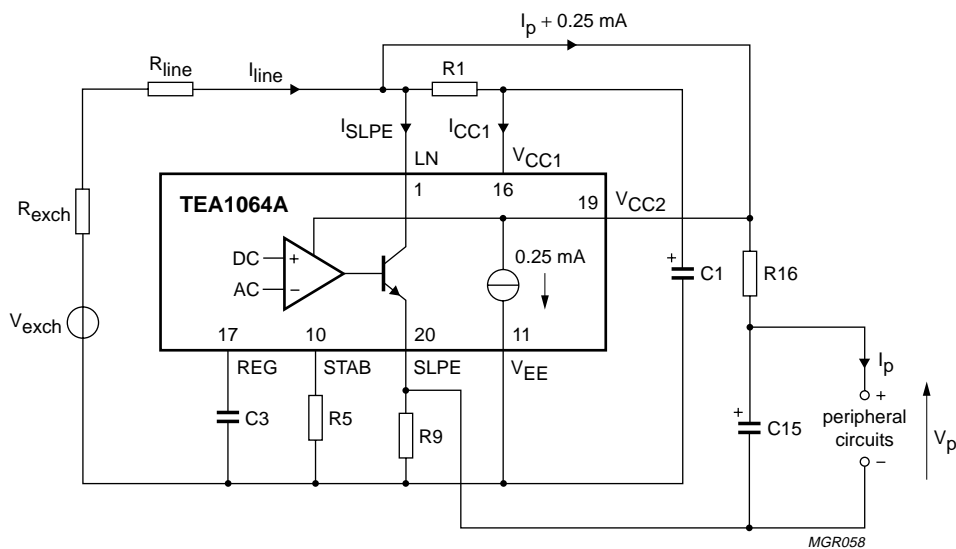 Ip + 0.25 mA
Rline
Iline
R1
ISLPE
ICC1
LN
VCC1
1
16
TEA1064A
19
VCC2
Rexch
DC
+
AC
−
0.25 mA
+
C1
R16
Vexch
17
10
20
11
REG
STAB
SLPE
VEE
Ip
C3
R5
R9
+
C15
+
peripheral
circuits
−
Vp
MGR058